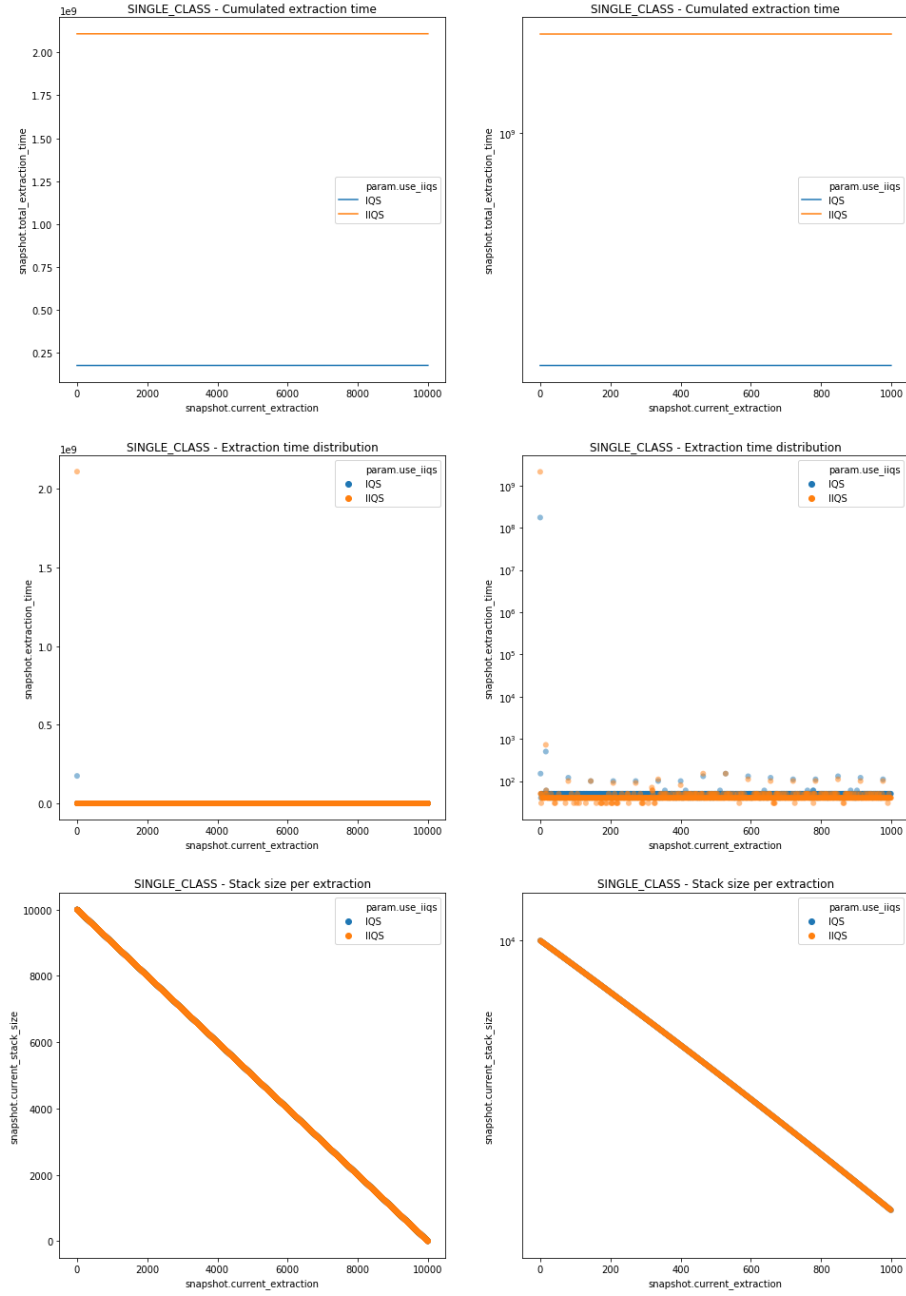 SINGLE_CLASS - Cumulated extraction time
1e9
2.00
1.75
1.50
1.25
1.00
0.75
0.50
0.25
snapshot.total_extraction_time
param.use_iiqs
IQS
IIQS
0 2000 4000 6000 8000 10000
snapshot.current_extraction
SINGLE_CLASS - Cumulated extraction time
10⁹
snapshot.total_extraction_time
param.use_iiqs
IQS
IIQS
0 200 400 600 800 1000
snapshot.current_extraction
SINGLE_CLASS - Extraction time distribution
1e9
2.0
1.5
1.0
0.5
0.0
snapshot.extraction_time
param.use_iiqs
IQS
IIQS
0 2000 4000 6000 8000 10000
snapshot.current_extraction
SINGLE_CLASS - Extraction time distribution
10⁹
10⁸
10⁷
10⁶
10⁵
10⁴
10³
10²
snapshot.extraction_time
param.use_iiqs
IQS
IIQS
0 200 400 600 800 1000
snapshot.current_extraction
SINGLE_CLASS - Stack size per extraction
10000
8000
6000
4000
2000
0
snapshot.current_stack_size
param.use_iiqs
IQS
IIQS
0 2000 4000 6000 8000 10000
snapshot.current_extraction
SINGLE_CLASS - Stack size per extraction
10⁴
snapshot.current_stack_size
param.use_iiqs
IQS
IIQS
0 200 400 600 800 1000
snapshot.current_extraction